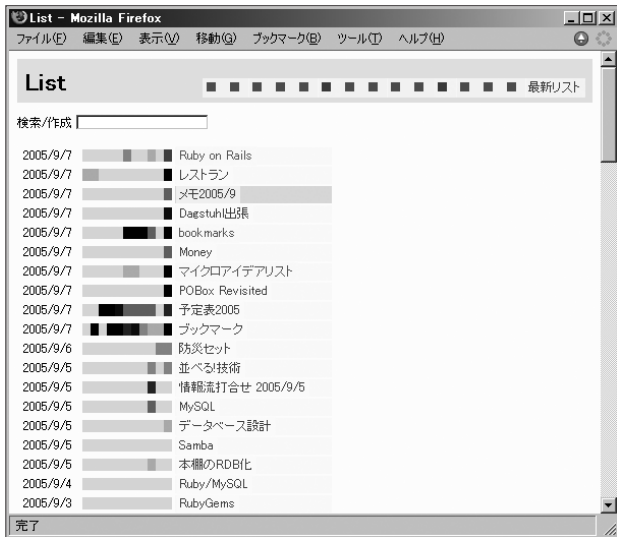 List - Mozilla Firefox
ファイル(F) 編集(E) 表示(V) 移動(G) ブックマーク(B) ツール(T) ヘルプ(H)
List
最新リスト
検索/作成
2005/9/7 Ruby on Rails
2005/9/7 レストラン
2005/9/7 メモ2005/9
2005/9/7 Dagstuhl出張
2005/9/7 bookmarks
2005/9/7 Money
2005/9/7 マイクロアイデアリスト
2005/9/7 POBox Revisited
2005/9/7 予定表2005
2005/9/7 ブックマーク
2005/9/6 防災セット
2005/9/5 並べる!技術
2005/9/5 情報流打合せ 2005/9/5
2005/9/5 MySQL
2005/9/5 データベース設計
2005/9/5 Samba
2005/9/5 本棚のRDB化
2005/9/4 Ruby/MySQL
2005/9/3 RubyGems
完了